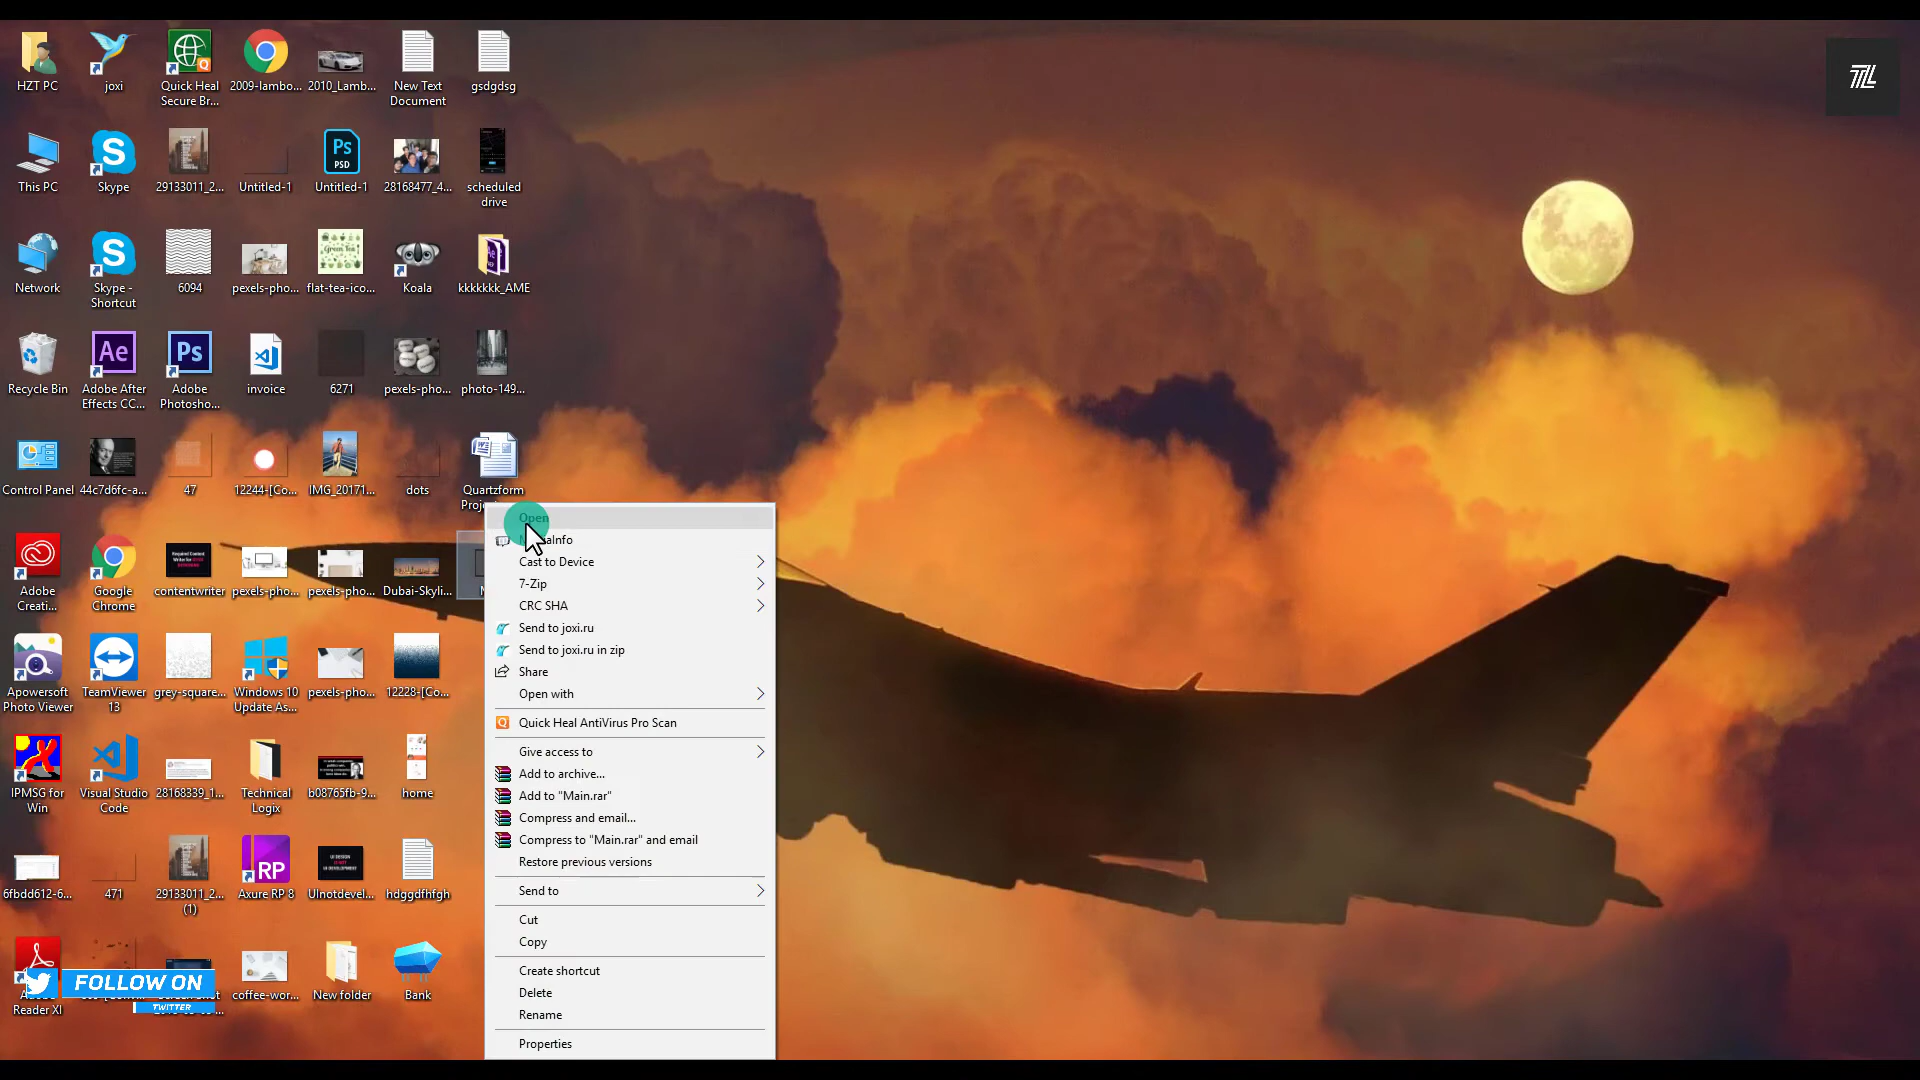 HZT PC
joxi
Quick Heal
Secure Br...
2009-lambo...
2010_Lamb...
New Text
Document
gsdgdsg
This PC
Skype
29133011_2...
Untitled-1
Ps
PSD
Untitled-1
28168477_4...
scheduled
drive
Network
Skype -
Shortcut
6094
pexels-pho...
flat-tea-ico...
Koala
kkkkkkk_AME
Recycle Bin
Ae
Adobe After
Effects CC...
Ps
Adobe
Photosho...
invoice
6271
pexels-pho...
photo-149...
Control Panel
44c7d6fc-a...
47
12244-[Co...
IMG_20171...
dots
Quartzform
Adobe
Creati...
Google
Chrome
contentwriter
pexels-pho...
pexels-pho...
Dubai-Skyli...
Apowersoft
Photo Viewer
TeamViewer
13
grey-square...
Windows 10
Update As...
pexels-pho...
12228-[Co...
IPMSG for
Win
Visual Studio
Code
28168339_1...
Technical
Logix
b08765fb-9...
home
6fbdd612-6...
471
29133011_2...
(1)
RP
Axure RP 8
UInotdevel...
hdggdfhfgh
Reader XI
coffee-wor...
New folder
Bank
FOLLOW ON
TWITTER
Open
Cast to Device
7-Zip
CRC SHA
Send to joxi.ru
Send to joxi.ru in zip
Share
Open with
Quick Heal AntiVirus Pro Scan
Give access to
Add to archive...
Add to "Main.rar"
Compress and email...
Compress to "Main.rar" and email
Restore previous versions
Send to
Cut
Copy
Create shortcut
Delete
Rename
Properties
TL